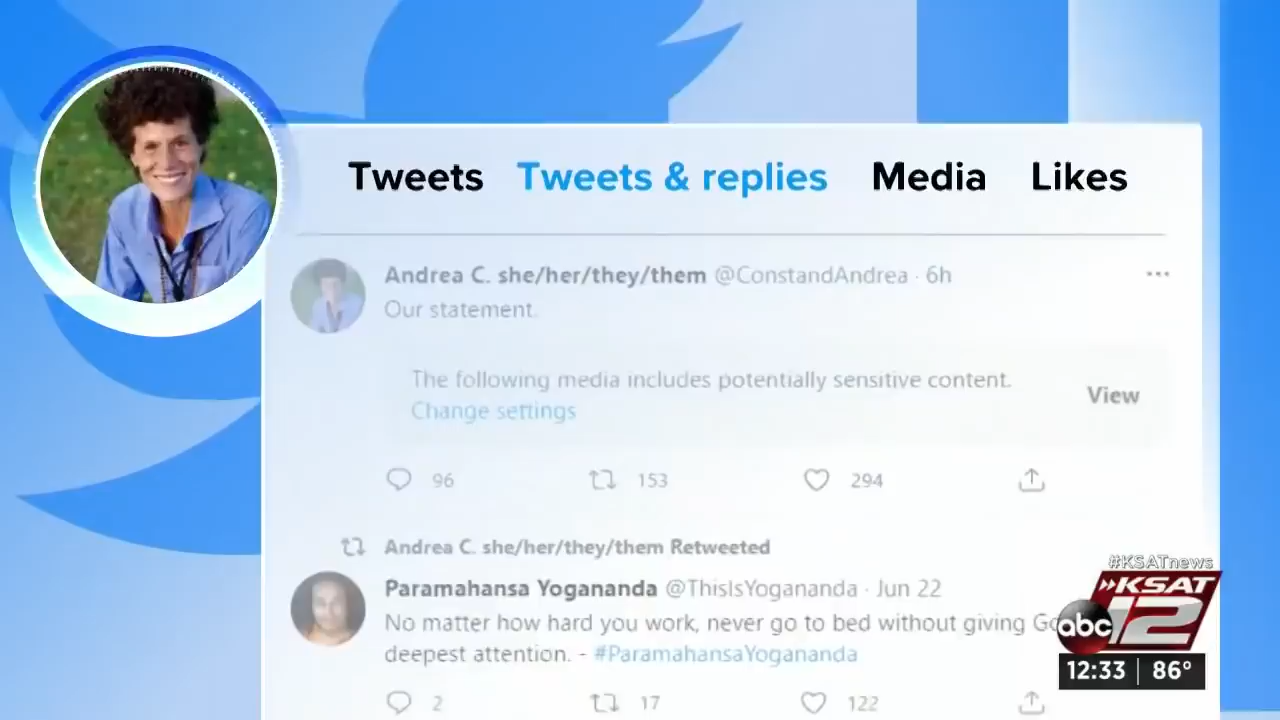 Tweets Tweets & replies Media Likes
Andrea C. she/her/they/them @ConstandAndrea · 6h
Our statement.
The following media includes potentially sensitive content.
Change settings
View
96 153 294
Andrea C. she/her/they/them Retweeted
Paramahansa Yogananda @ThisIsYogananda · Jun 22
No matter how hard you work, never go to bed without giving
deepest attention. - #ParamahansaYogananda
2 17 122
#KSATnews
KSAT
12
abc
12:33 86°